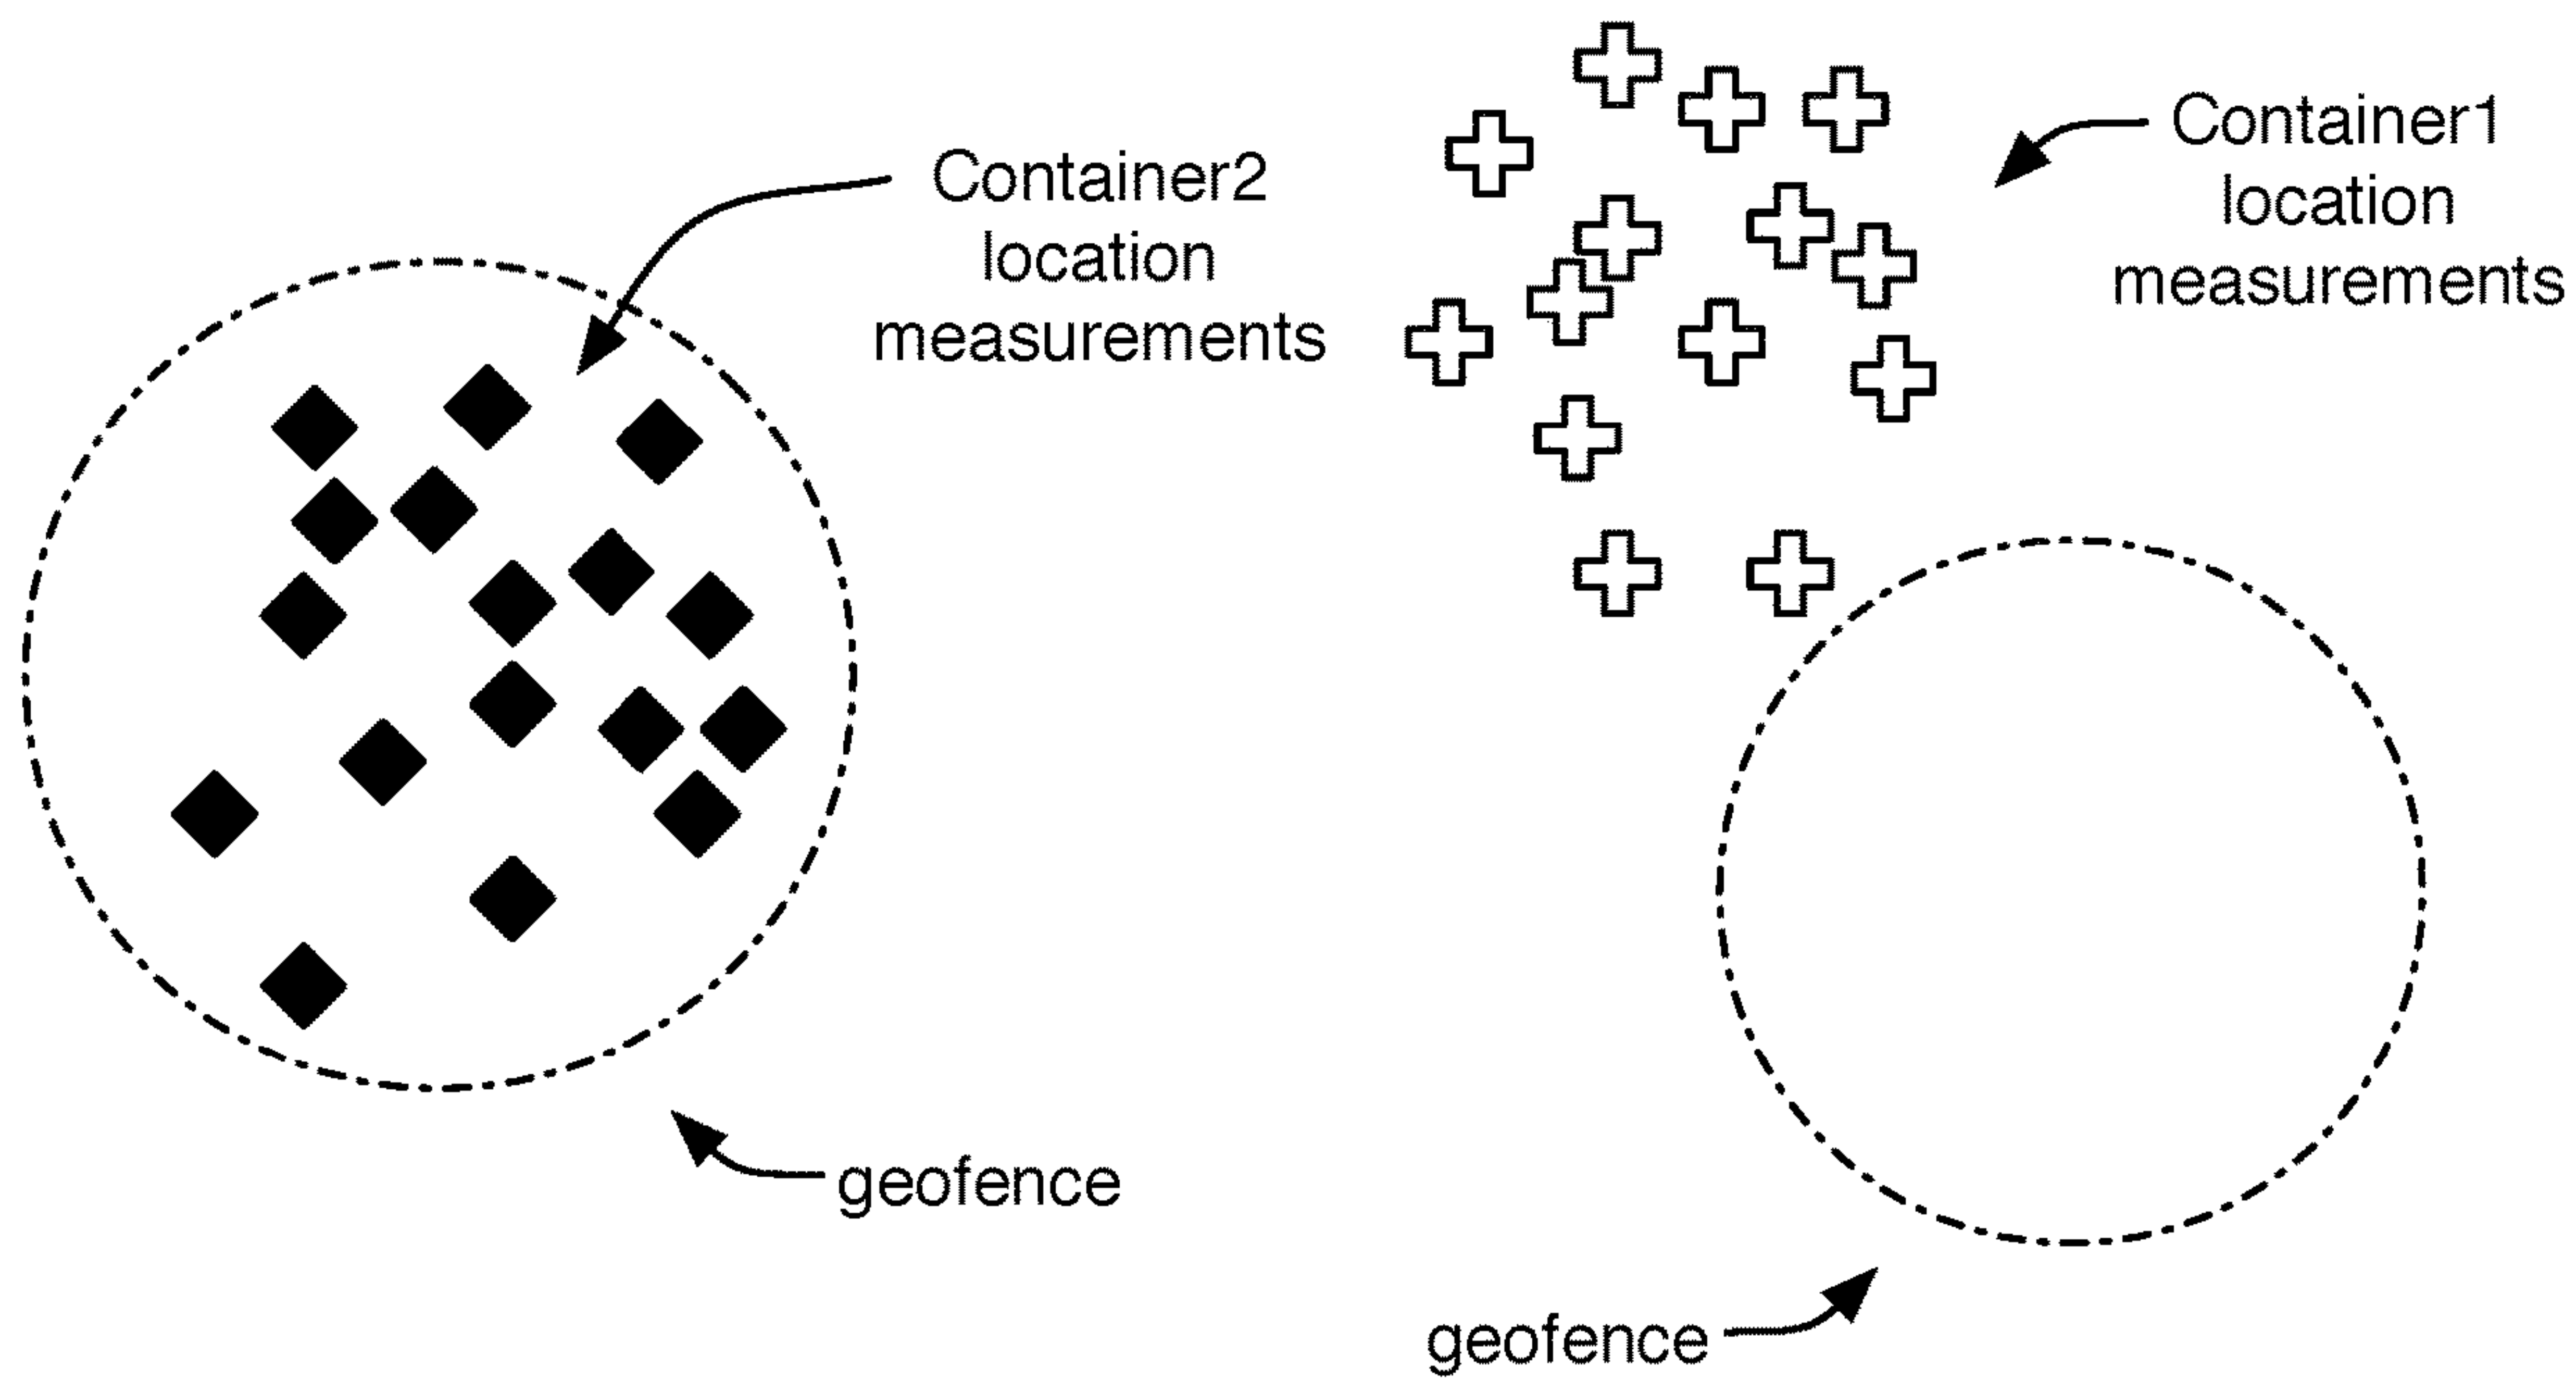 Container2
location
measurements
Container1
location
measurements
geofence
geofence